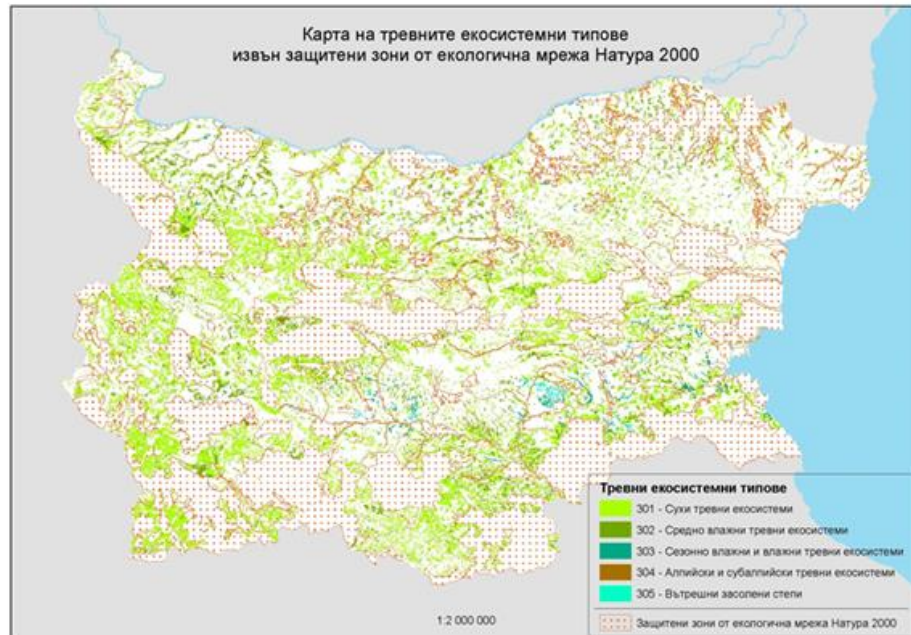 Карта на тревните екосистемни типове
извън защитени зони от екологична мрежа Натура 2000
Тревни екосистемни типове
301 - Сухи тревни екосистеми
302 - Средно влажни тревни екосистеми
303 - Сезонно влажни и влажни тревни екосистеми
304 - Алпийски и субалпийски тревни екосистеми
305 - Вътрешни засолени степи
Защитени зони от екологична мрежа Натура 2000
1:2 000 000